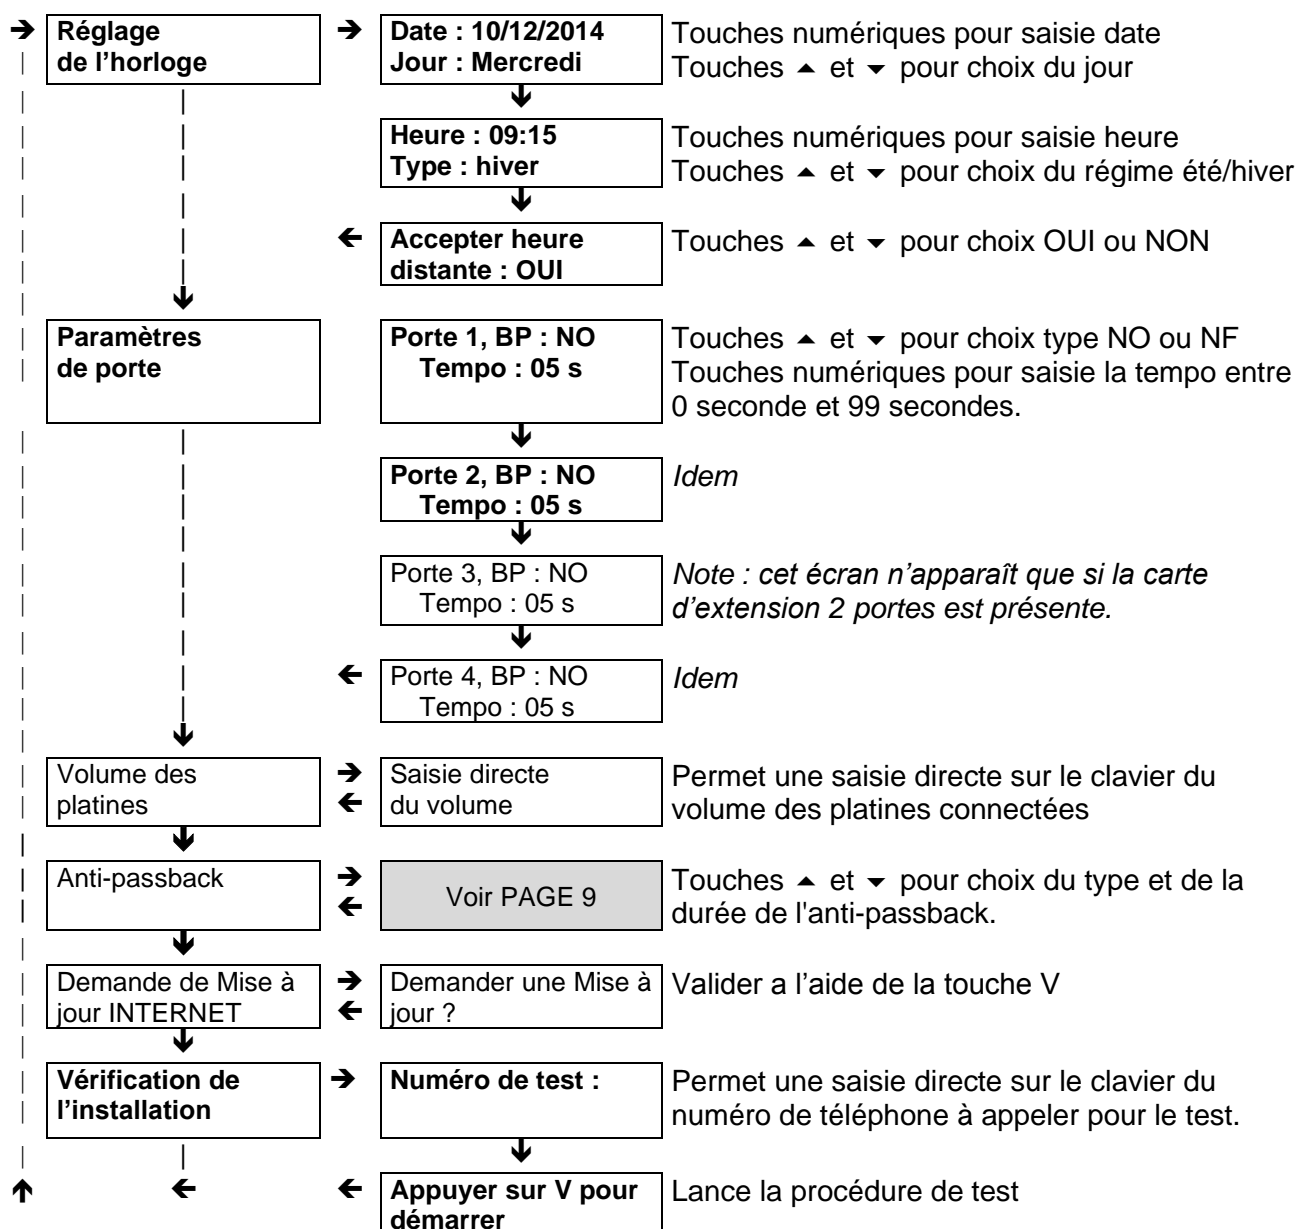 Réglage
de l’horloge
Date : 10/12/2014
Jour : Mercredi
Touches numériques pour saisie date
Touches ▲ et ▼ pour choix du jour
Heure : 09:15
Type : hiver
Touches numériques pour saisie heure
Touches ▲ et ▼ pour choix du régime été/hiver
Accepter heure
distante : OUI
Touches ▲ et ▼ pour choix OUI ou NON
Paramètres
de porte
Porte 1, BP : NO
Tempo : 05 s
Touches ▲ et ▼ pour choix type NO ou NF
Touches numériques pour saisie la tempo entre
0 seconde et 99 secondes.
Porte 2, BP : NO
Tempo : 05 s
Idem
Porte 3, BP : NO
Tempo : 05 s
Note : cet écran n’apparaît que si la carte
d’extension 2 portes est présente.
Porte 4, BP : NO
Tempo : 05 s
Idem
Volume des
platines
Saisie directe
du volume
Permet une saisie directe sur le clavier du
volume des platines connectées
Anti-passback
Voir PAGE 9
Touches ▲ et ▼ pour choix du type et de la
durée de l'anti-passback.
Demande de Mise à
jour INTERNET
Demander une Mise à
jour ?
Valider a l’aide de la touche V
Vérification de
l’installation
Numéro de test :
Permet une saisie directe sur le clavier du
numéro de téléphone à appeler pour le test.
Appuyer sur V pour
démarrer
Lance la procédure de test